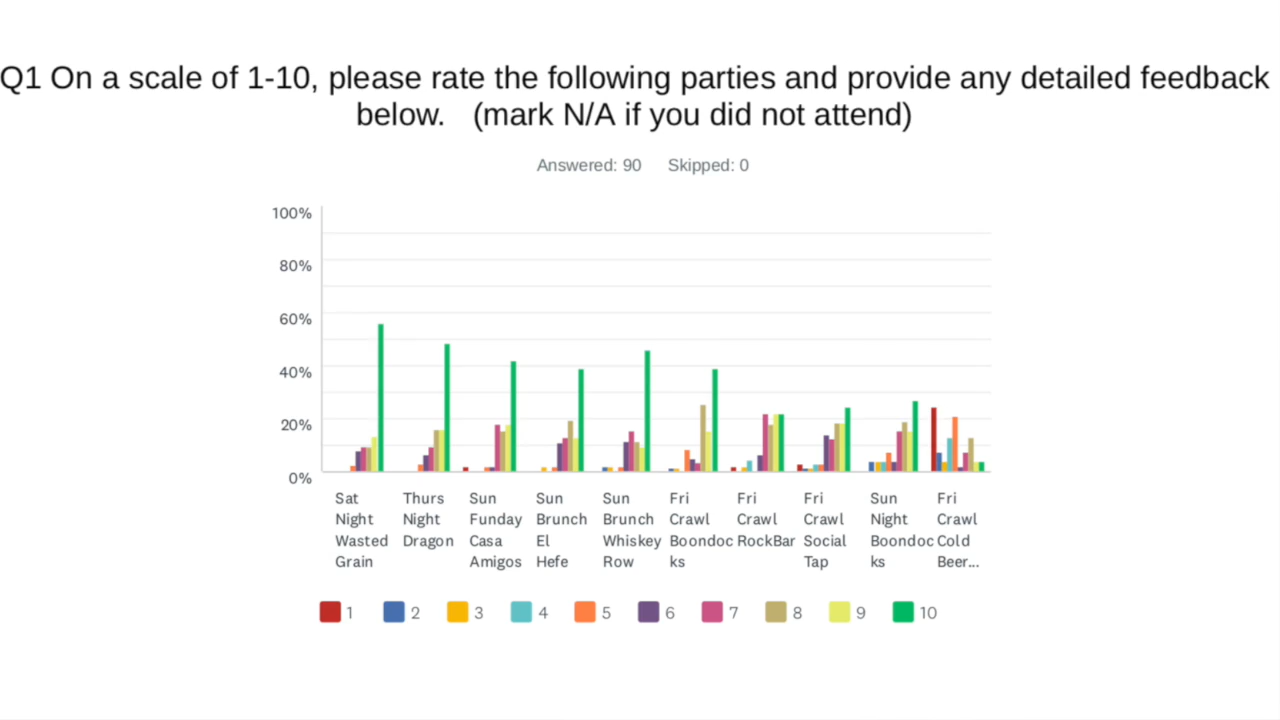 Q1 On a scale of 1-10, please rate the following parties and provide any detailed feedback
below. (mark N/A if you did not attend)
Answered: 90 Skipped: 0
100%
80%
60%
40%
20%
0%
Sat
Night
Wasted
Grain
Thurs
Night
Dragon
Sun
Funday
Casa
Amigos
Sun
Brunch
El
Hefe
Sun
Brunch
Whiskey
Row
Fri
Crawl
Boondoc
ks
Fri
Crawl
RockBar
Fri
Crawl
Social
Tap
Sun
Night
Boondoc
ks
Fri
Crawl
Cold
Beer...
1 2 3 4 5 6 7 8 9 10